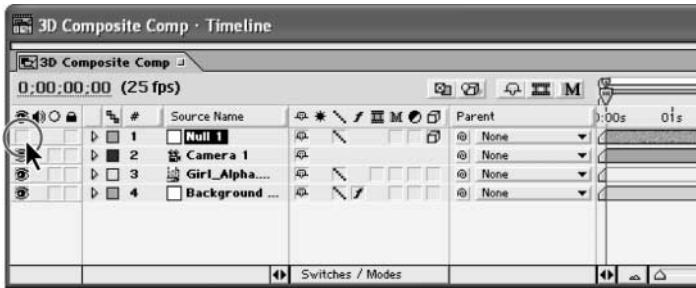 3D Composite Comp · Timeline
3D Composite Comp
0;00;00;00 (25 fps) M
# Source Name M Parent 0:00s 01s
1 Null 1 None
2 Camera 1 None
3 Girl_Alpha.... None
4 Background ... None
Switches / Modes